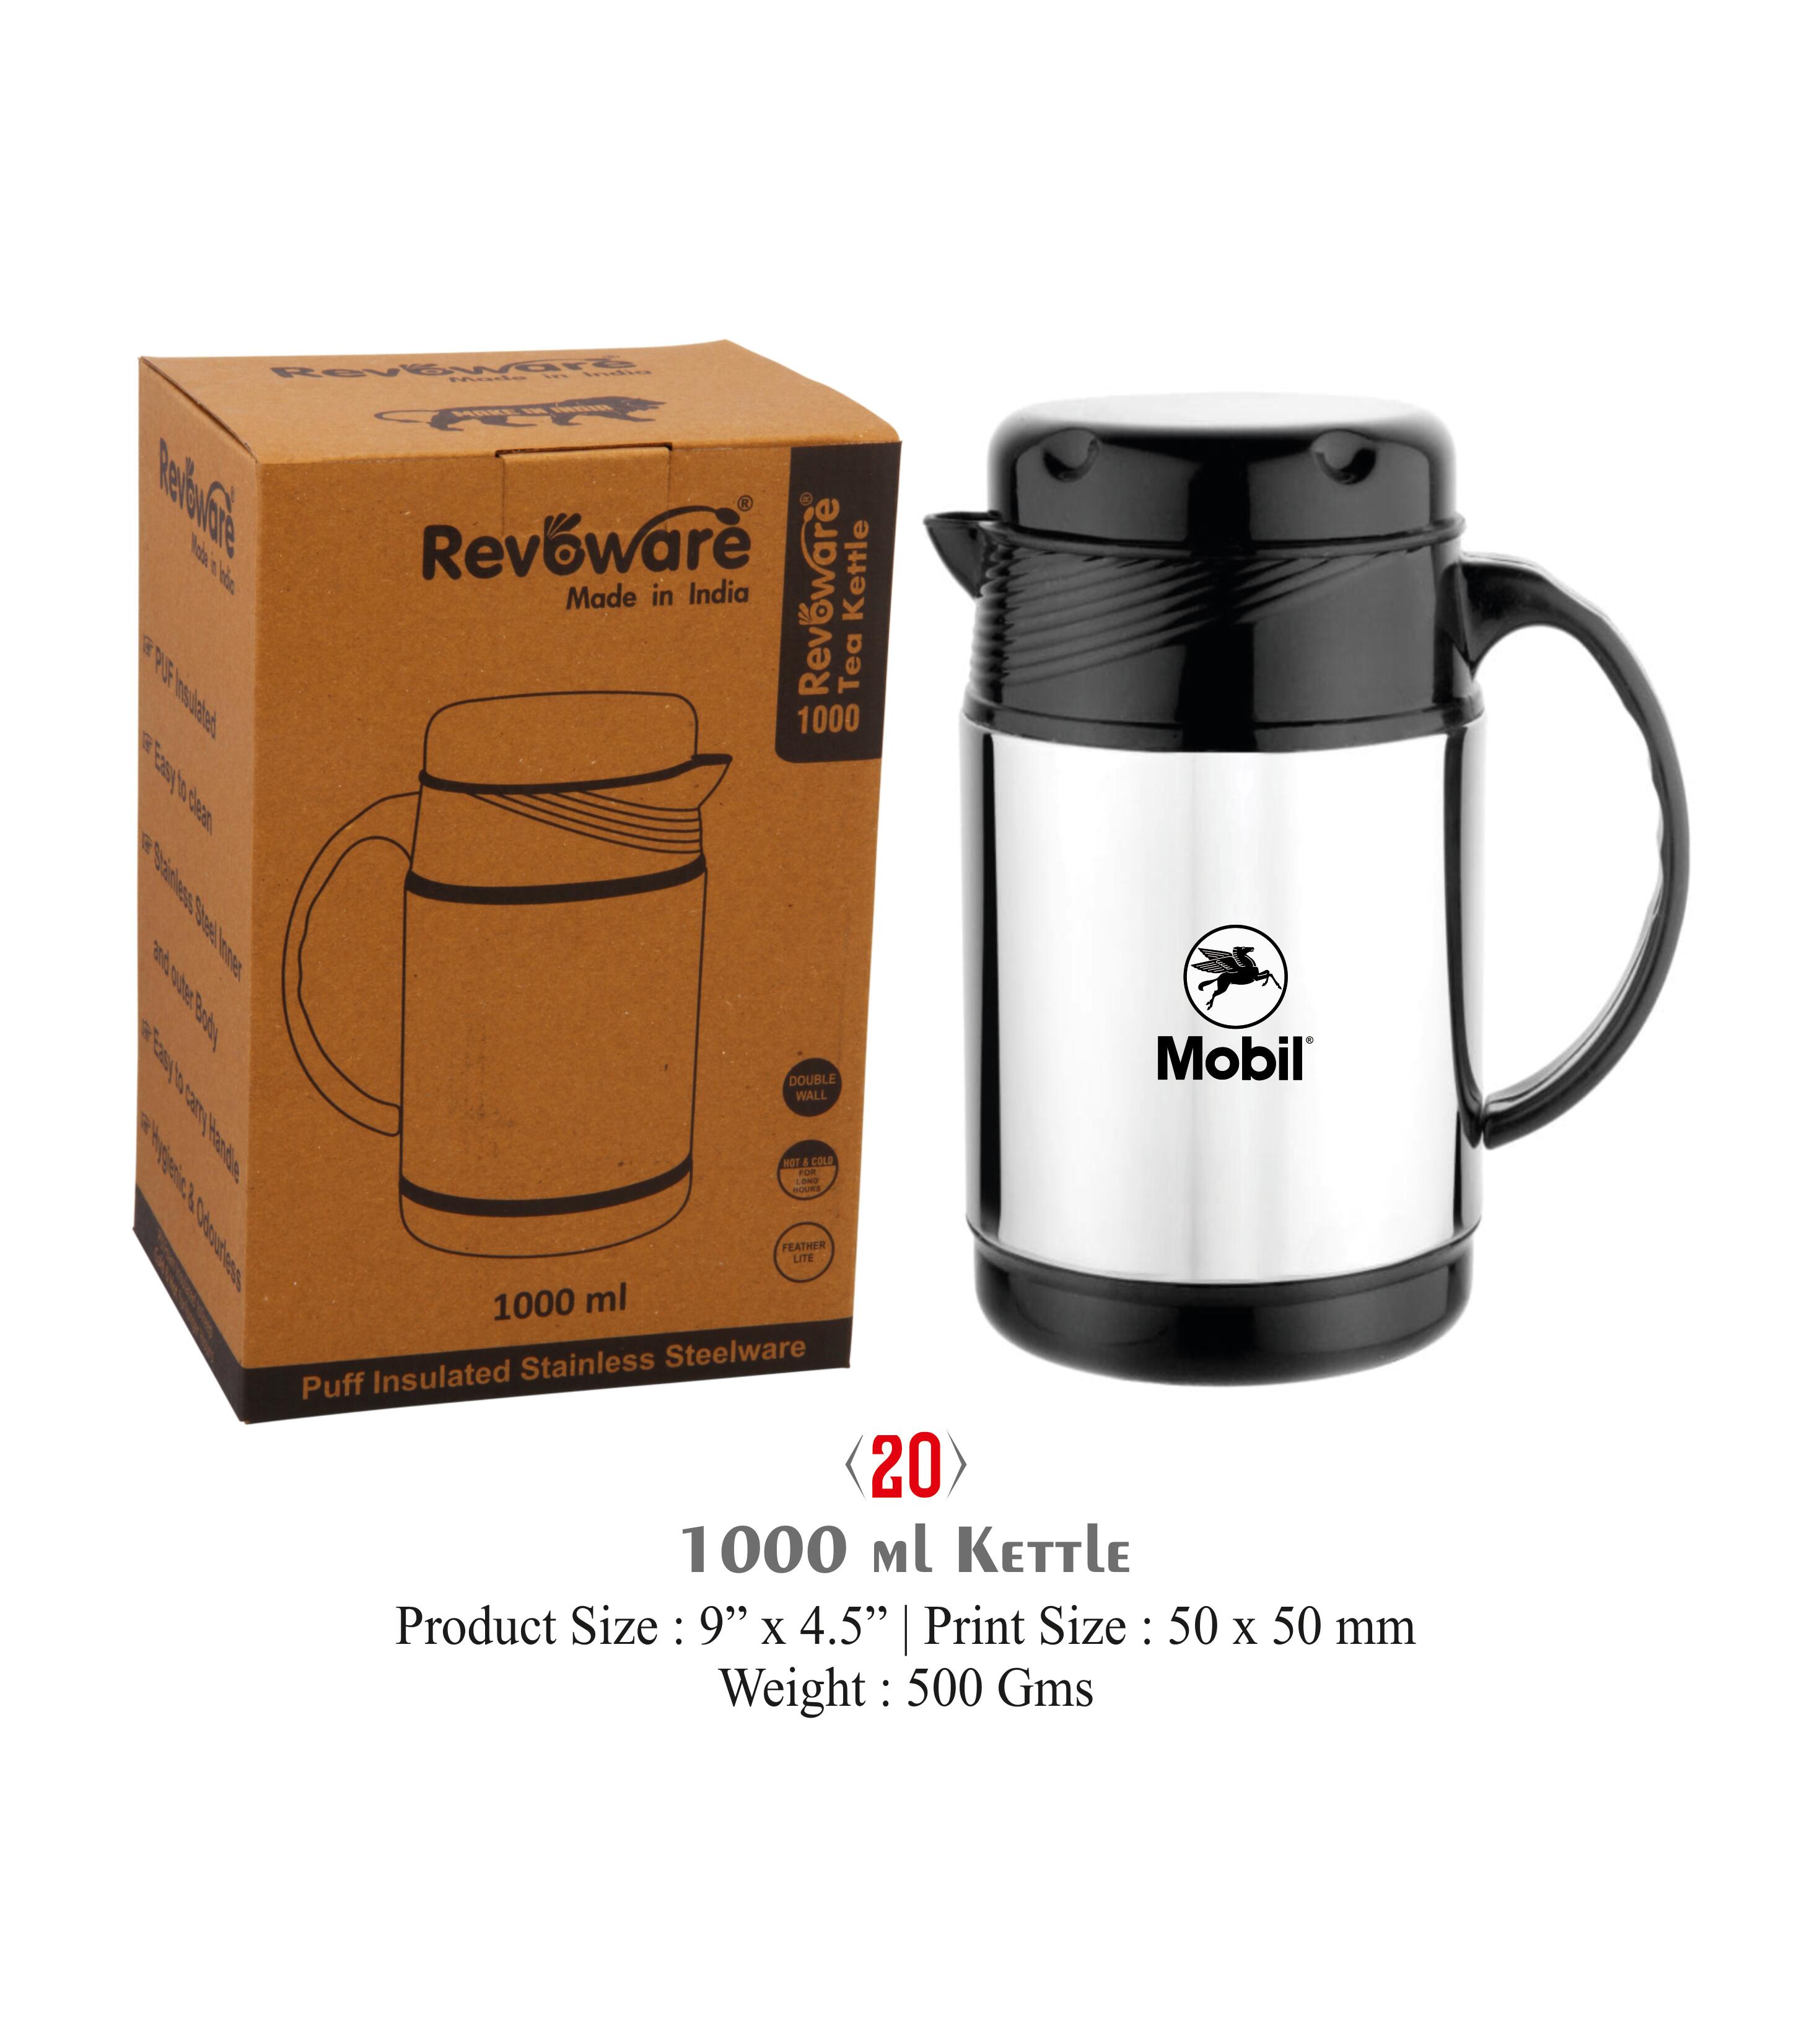 Revoware
Made in India
MAKE IN INDIA
Revoware®
Made in India
PUF Insulated
Easy to clean
Stainless Steel Inner
and outer Body
Easy to carry Handle
Hygienic & Odourless
Revoware®
Made in India
Revoware®
Tea Kettle
1000
DOUBLE
WALL
HOT & COLD
FOR
LONG
HOURS
FEATHER
LITE
1000 ml
Puff Insulated Stainless Steelware
Mobil®
〈20〉
1000 ml Kettle
Product Size : 9” x 4.5” | Print Size : 50 x 50 mm
Weight : 500 Gms